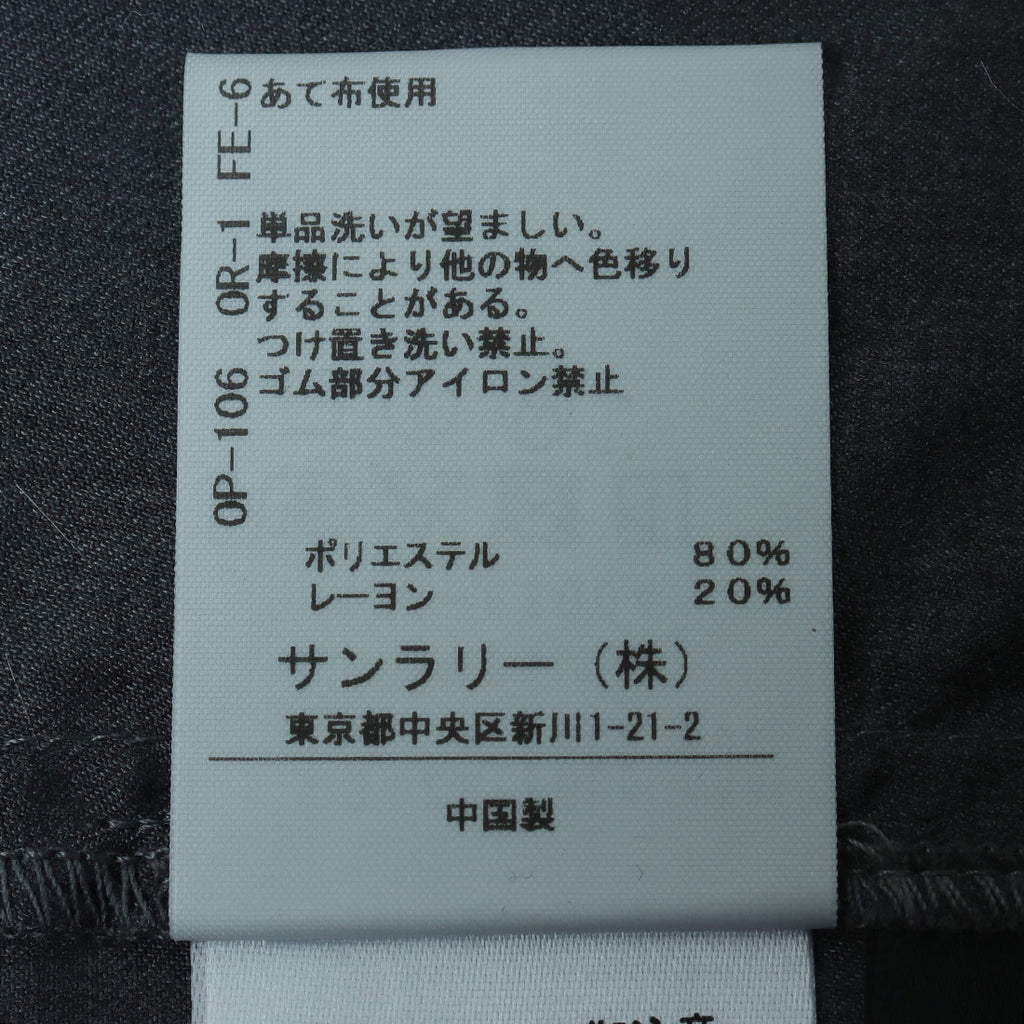 あて布使用
単品洗いが望ましい。
摩擦により他の物へ色移り
することがある。
つけ置き洗い禁止。
ゴム部分アイロン禁止
OP-106 OR-1 FE-6
ポリエステル 80%
レーヨン 20%
サンラリー（株）
東京都中央区新川1-21-2
中国製